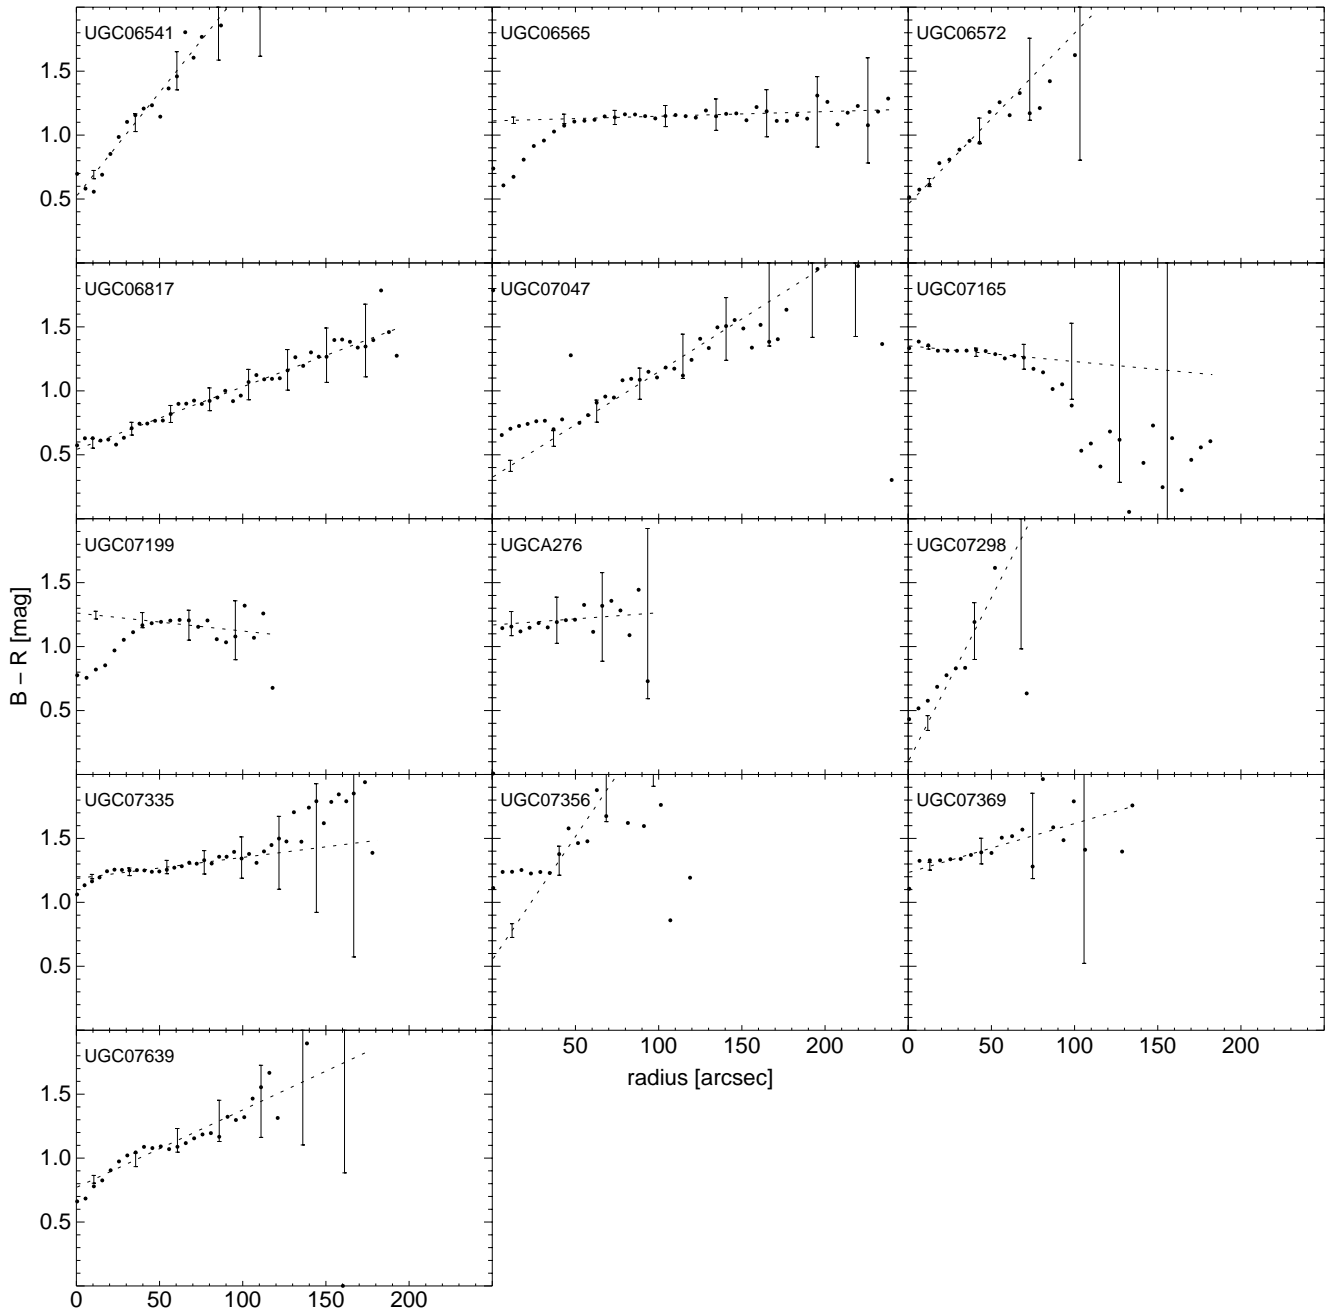 UGC06541
UGC06565
UGC06572
1.5
1.0
0.5
UGC06817
UGC07047
UGC07165
1.5
1.0
0.5
UGC07199
UGCA276
UGC07298
1.5
1.0
0.5
B − R [mag]
UGC07335
UGC07356
UGC07369
1.5
1.0
0.5
50 100 150 200
0 50 100 150 200
radius [arcsec]
UGC07639
1.5
1.0
0.5
0 50 100 150 200